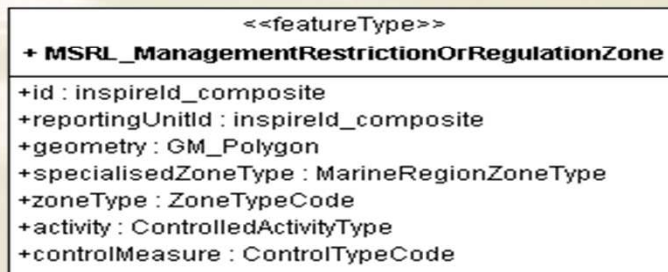 <<featureType>>
+ MSRL_ManagementRestrictionOrRegulationZone
+id : inspireId_composite
+reportingUnitId : inspireId_composite
+geometry : GM_Polygon
+specialisedZoneType : MarineRegionZoneType
+zoneType : ZoneTypeCode
+activity : ControlledActivityType
+controlMeasure : ControlTypeCode